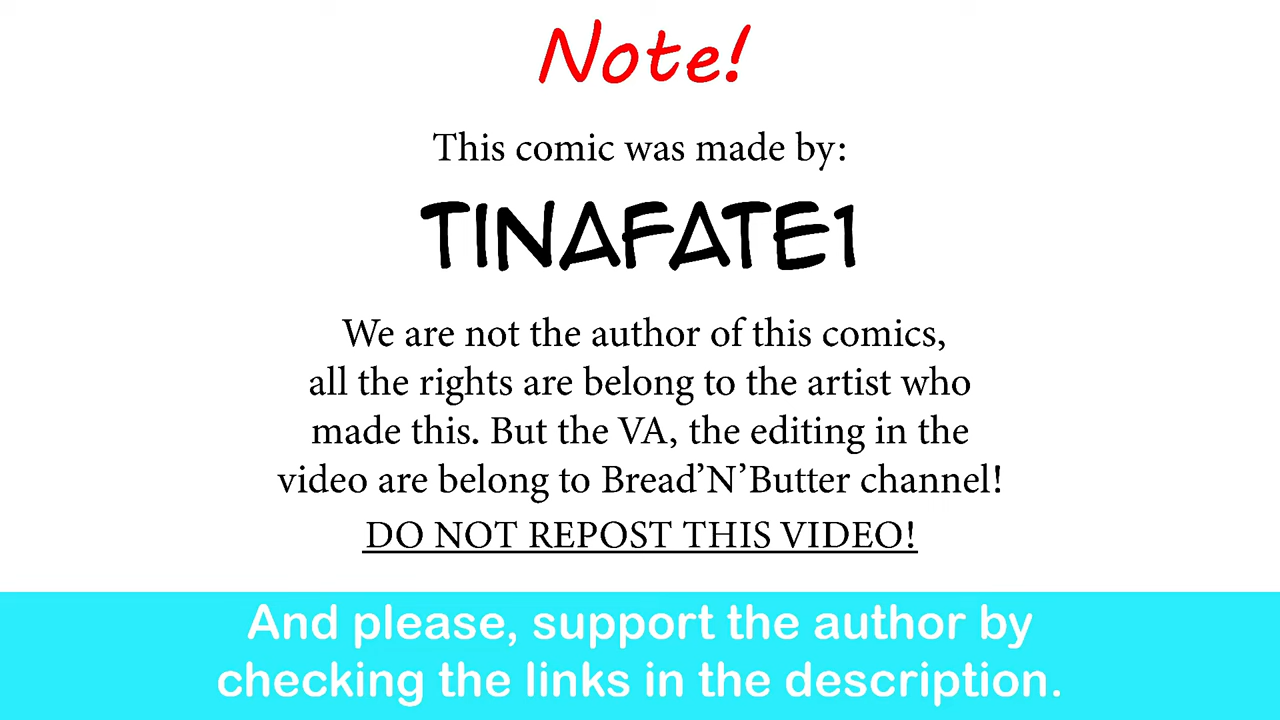 Note!
This comic was made by:
TINAFATE1
We are not the author of this comics,
all the rights are belong to the artist who
made this. But the VA, the editing in the
video are belong to Bread’N’Butter channel!
DO NOT REPOST THIS VIDEO!
And please, support the author by
checking the links in the description.